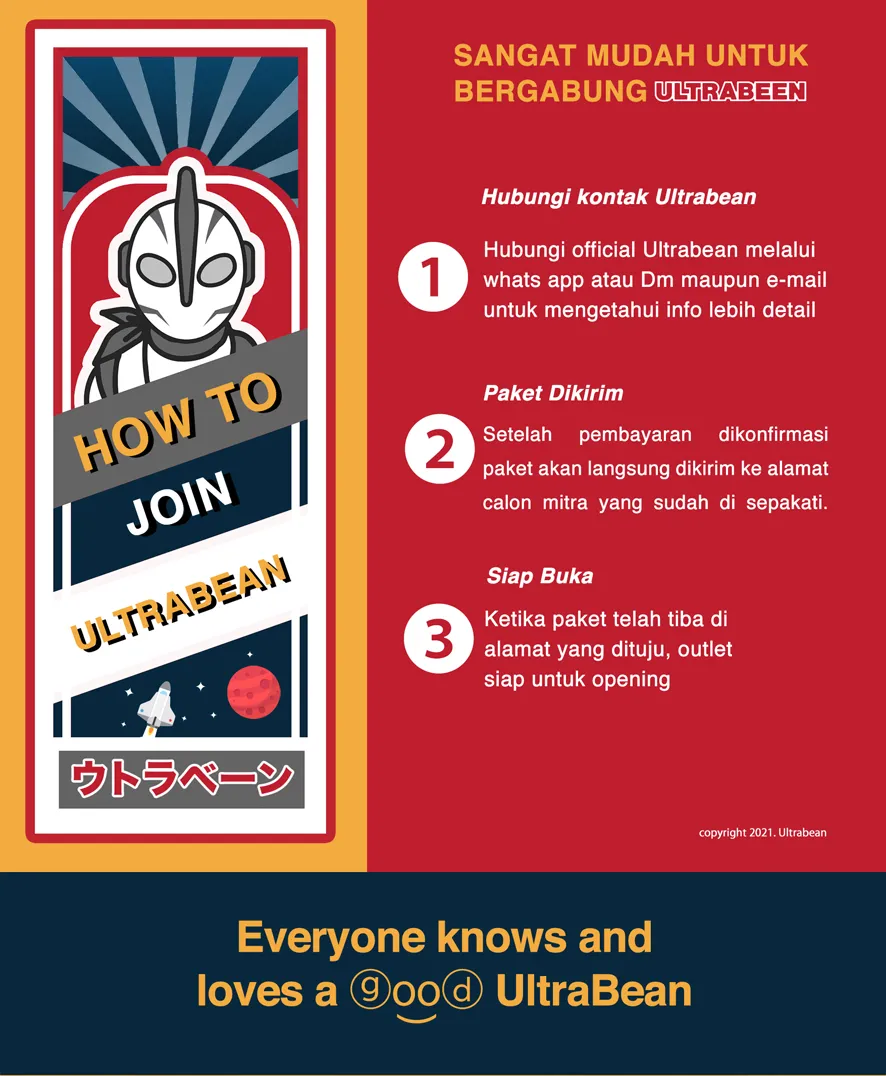 HOW TO
JOIN
ULTRABEAN
ウトラベーン
SANGAT MUDAH UNTUK
BERGABUNG ULTRABEEN
Hubungi kontak Ultrabean
1
Hubungi official Ultrabean melalui
whats app atau Dm maupun e-mail
untuk mengetahui info lebih detail
Paket Dikirim
2
Setelah pembayaran dikonfirmasi
paket akan langsung dikirim ke alamat
calon mitra yang sudah di sepakati.
Siap Buka
3
Ketika paket telah tiba di
alamat yang dituju, outlet
siap untuk opening
copyright 2021. Ultrabean
Everyone knows and
loves a good UltraBean